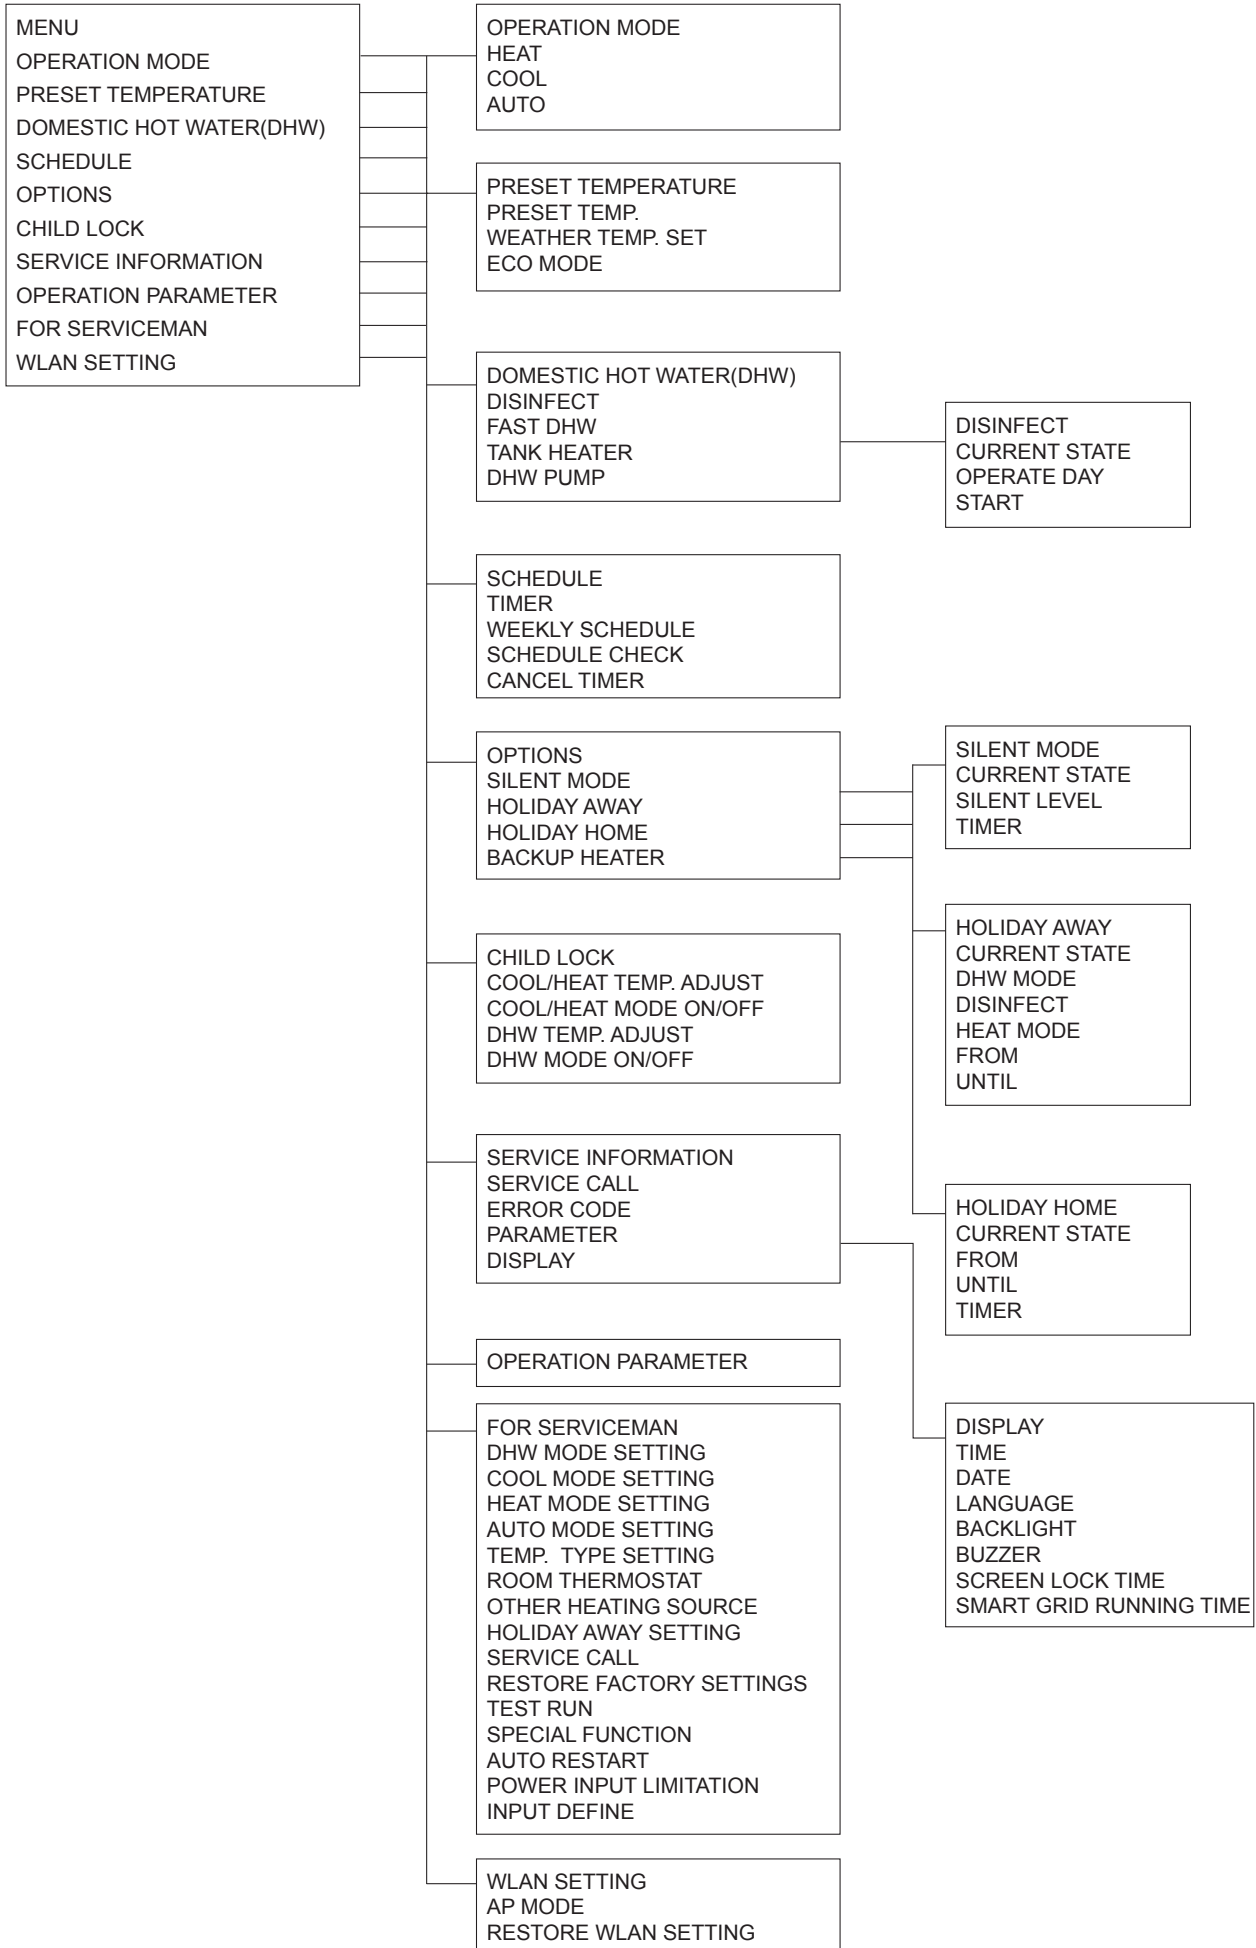 MENU
OPERATION MODE
PRESET TEMPERATURE
DOMESTIC HOT WATER(DHW)
SCHEDULE
OPTIONS
CHILD LOCK
SERVICE INFORMATION
OPERATION PARAMETER
FOR SERVICEMAN
WLAN SETTING
OPERATION MODE
HEAT
COOL
AUTO
PRESET TEMPERATURE
PRESET TEMP.
WEATHER TEMP. SET
ECO MODE
DOMESTIC HOT WATER(DHW)
DISINFECT
FAST DHW
TANK HEATER
DHW PUMP
DISINFECT
CURRENT STATE
OPERATE DAY
START
SCHEDULE
TIMER
WEEKLY SCHEDULE
SCHEDULE CHECK
CANCEL TIMER
OPTIONS
SILENT MODE
HOLIDAY AWAY
HOLIDAY HOME
BACKUP HEATER
SILENT MODE
CURRENT STATE
SILENT LEVEL
TIMER
HOLIDAY AWAY
CURRENT STATE
DHW MODE
DISINFECT
HEAT MODE
FROM
UNTIL
HOLIDAY HOME
CURRENT STATE
FROM
UNTIL
TIMER
CHILD LOCK
COOL/HEAT TEMP. ADJUST
COOL/HEAT MODE ON/OFF
DHW TEMP. ADJUST
DHW MODE ON/OFF
SERVICE INFORMATION
SERVICE CALL
ERROR CODE
PARAMETER
DISPLAY
DISPLAY
TIME
DATE
LANGUAGE
BACKLIGHT
BUZZER
SCREEN LOCK TIME
SMART GRID RUNNING TIME
OPERATION PARAMETER
FOR SERVICEMAN
DHW MODE SETTING
COOL MODE SETTING
HEAT MODE SETTING
AUTO MODE SETTING
TEMP.  TYPE SETTING
ROOM THERMOSTAT
OTHER HEATING SOURCE
HOLIDAY AWAY SETTING
SERVICE CALL
RESTORE FACTORY SETTINGS
TEST RUN
SPECIAL FUNCTION
AUTO RESTART
POWER INPUT LIMITATION
INPUT DEFINE
WLAN SETTING
AP MODE
RESTORE WLAN SETTING